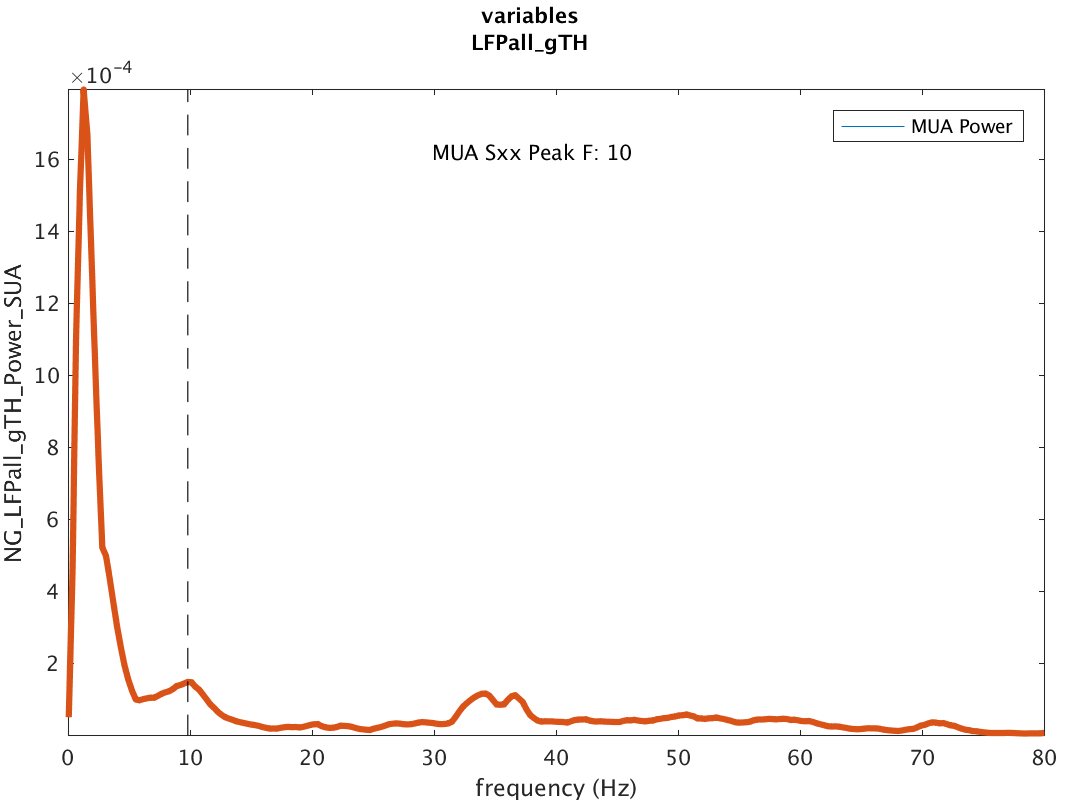 variables
LFPall_gTH
×10⁻⁴
MUA Power
MUA Sxx Peak F: 10
16
14
12
10
8
6
4
2
NG_LFPall_gTH_Power_SUA
0 10 20 30 40 50 60 70 80
frequency (Hz)